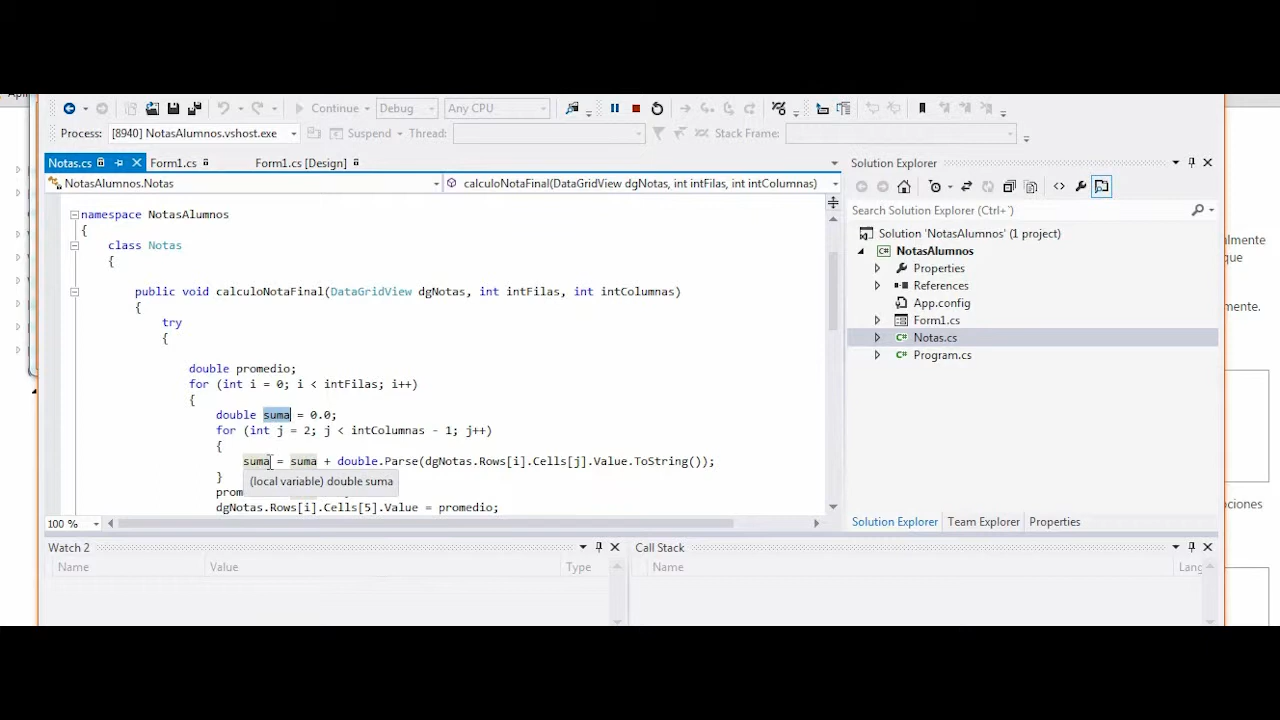 Continue Debug Any CPU
Process: [8940] NotasAlumnos.vshost.exe Suspend Thread: Stack Frame:
Notas.cs Form1.cs Form1.cs [Design]
NotasAlumnos.Notas calculoNotaFinal(DataGridView dgNotas, int intFilas, int intColumnas)
namespace NotasAlumnos
{
class Notas
{
public void calculoNotaFinal(DataGridView dgNotas, int intFilas, int intColumnas)
{
try
{
double promedio;
for (int i = 0; i < intFilas; i++)
{
double suma = 0.0;
for (int j = 2; j < intColumnas - 1; j++)
{
suma = suma + double.Parse(dgNotas.Rows[i].Cells[j].Value.ToString());
}
(local variable) double suma
dgNotas.Rows[i].Cells[5].Value = promedio;
100 %
Solution Explorer
Search Solution Explorer (Ctrl+¨)
Solution 'NotasAlumnos' (1 project)
NotasAlumnos
Properties
References
App.config
Form1.cs
Notas.cs
Program.cs
Solution Explorer Team Explorer Properties
Watch 2
Name Value Type
Call Stack
Name Lang
almente
que
mente.
ciones